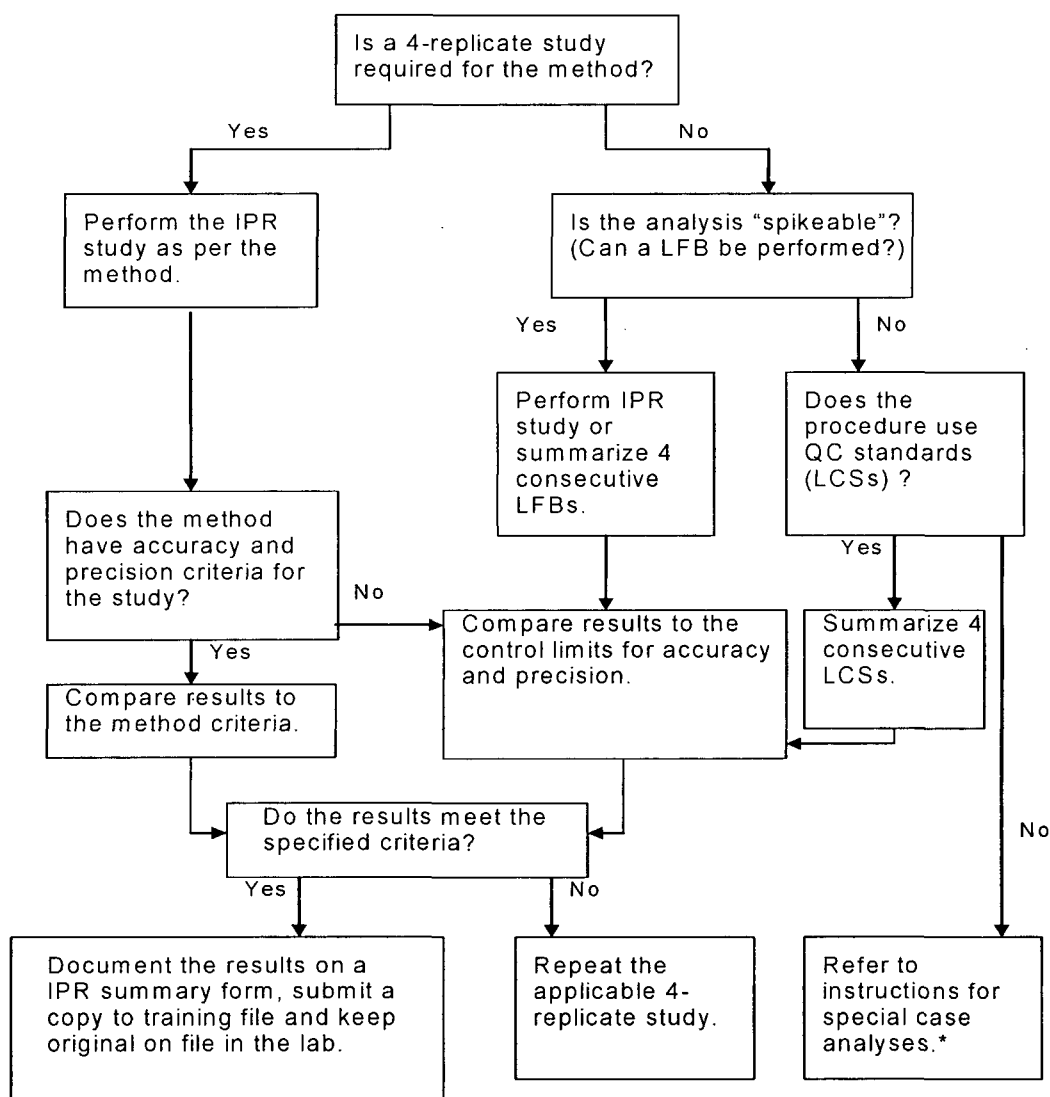 Is a 4-replicate study
required for the method?
Yes
No
Perform the IPR
study as per the
method.
Is the analysis “spikeable”?
(Can a LFB be performed?)
Yes
No
Perform IPR
study or
summarize 4
consecutive
LFBs.
Does the
procedure use
QC standards
(LCSs) ?
Does the method
have accuracy and
precision criteria for
the study?
No
Yes
Yes
Compare results to the
control limits for accuracy
and precision.
Summarize 4
consecutive
LCSs.
Compare results to
the method criteria.
Do the results meet the
specified criteria?
No
Yes
No
Document the results on a
IPR summary form, submit a
copy to training file and keep
original on file in the lab.
Repeat the
applicable 4-
replicate study.
Refer to
instructions for
special case
analyses.*